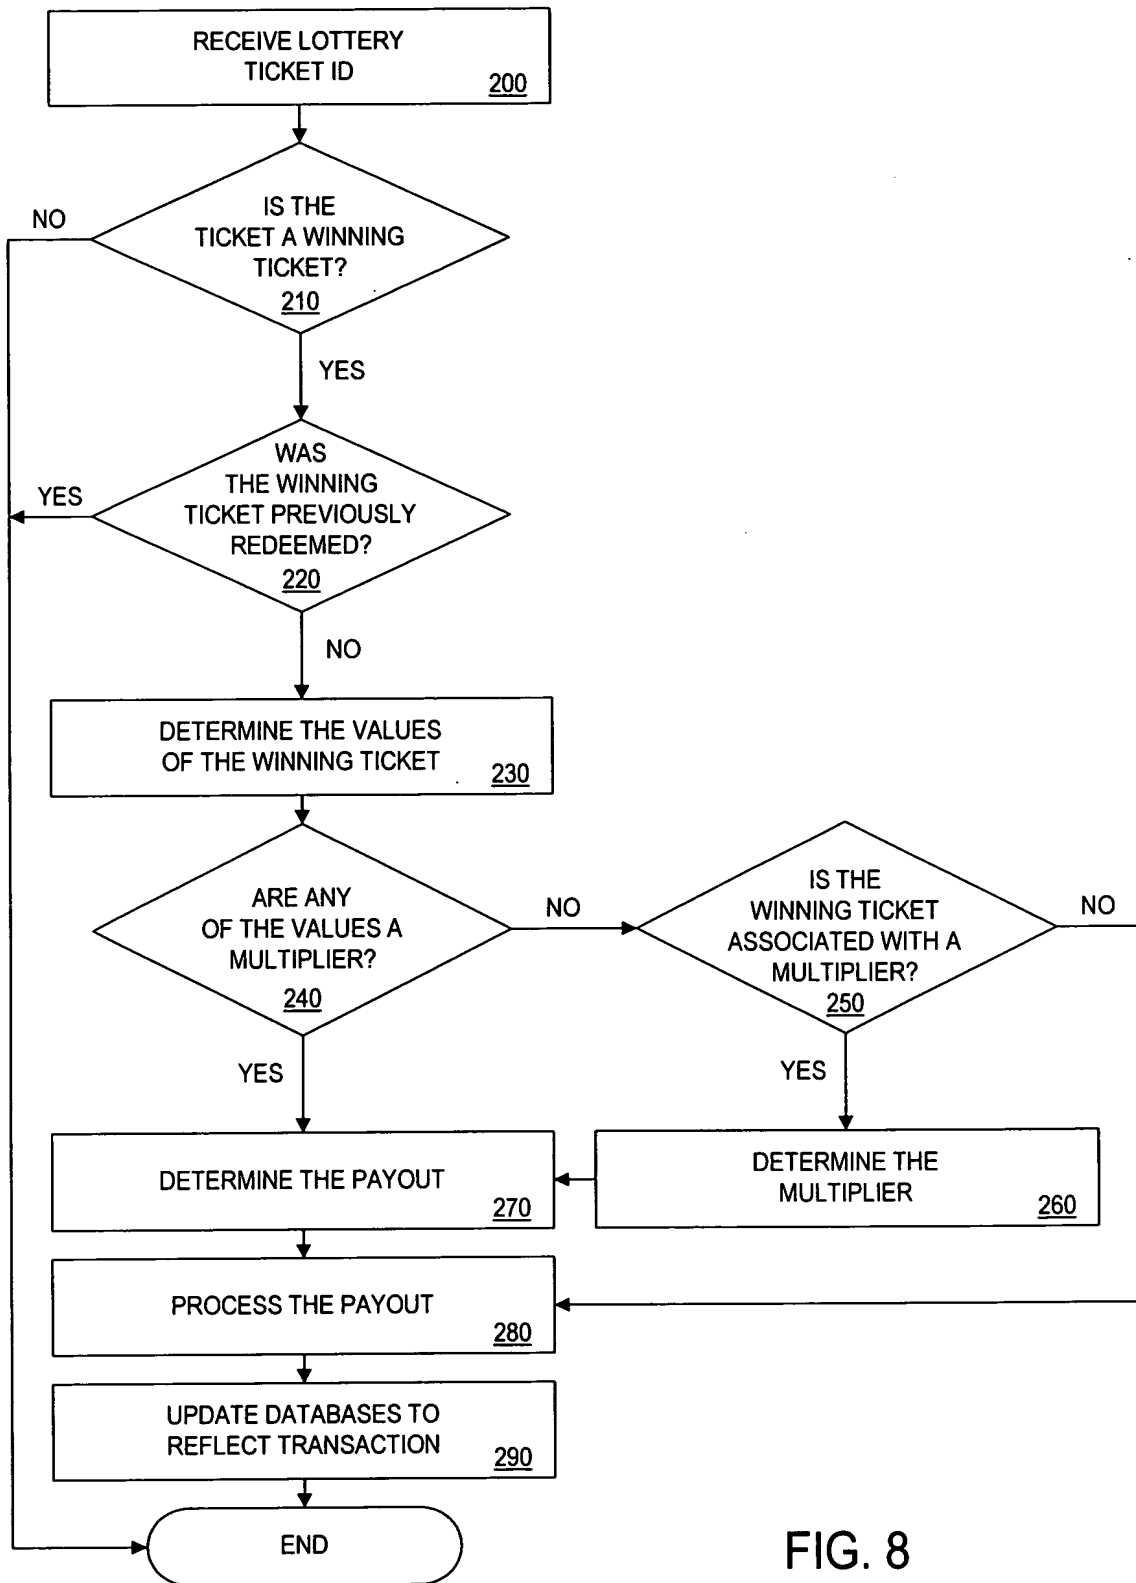 RECEIVE LOTTERY
TICKET ID
200
IS THE
TICKET A WINNING
TICKET?
210
NO
YES
WAS
THE WINNING
TICKET PREVIOUSLY
REDEEMED?
220
YES
NO
DETERMINE THE VALUES
OF THE WINNING TICKET
230
ARE ANY
OF THE VALUES A
MULTIPLIER?
240
NO
IS THE
WINNING TICKET
ASSOCIATED WITH A
MULTIPLIER?
250
NO
YES
YES
DETERMINE THE PAYOUT
270
DETERMINE THE
MULTIPLIER
260
PROCESS THE PAYOUT
280
UPDATE DATABASES TO
REFLECT TRANSACTION
290
END
FIG. 8